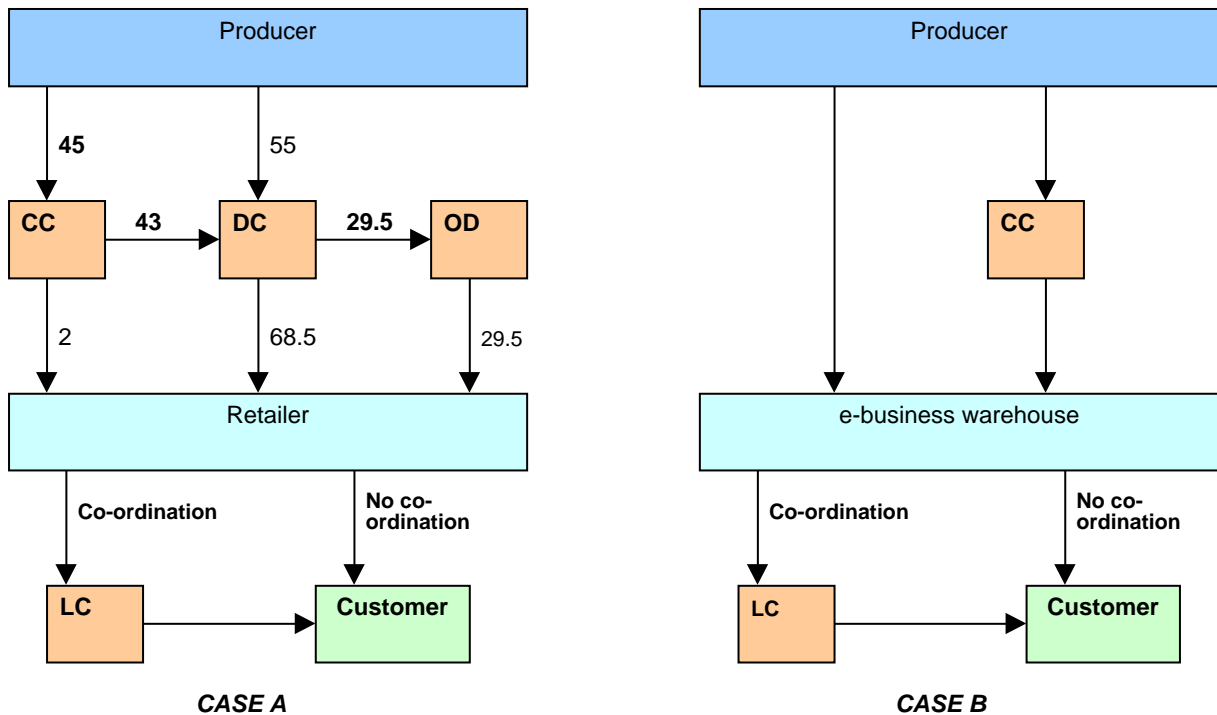 Producer
45
55
CC
43
DC
29.5
OD
2
68.5
29.5
Retailer
Co-ordination
No co-
ordination
LC
Customer
CASE A
Producer
CC
e-business warehouse
Co-ordination
No co-
ordination
LC
Customer
CASE B